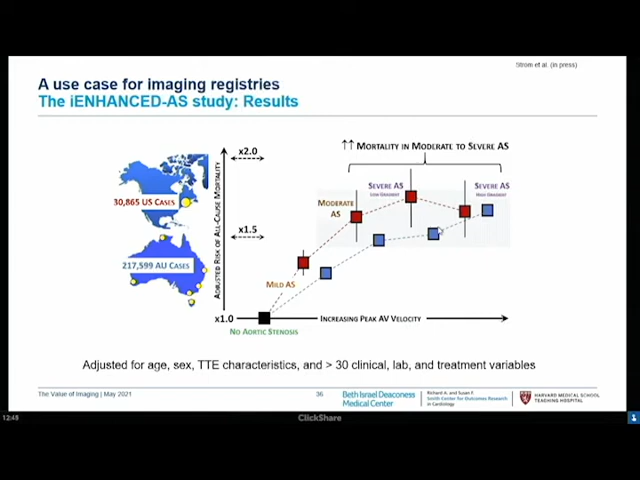 Strom et al. (in press)
A use case for imaging registries
The iENHANCED-AS study: Results
↑↑ MORTALITY IN MODERATE TO SEVERE AS
ADJUSTED RISK OF ALL-CAUSE MORTALITY
x2.0
x1.5
x1.0
30,865 US CASES
217,599 AU CASES
MODERATE
AS
SEVERE AS
LOW GRADIENT
SEVERE AS
HIGH GRADIENT
MILD AS
INCREASING PEAK AV VELOCITY
NO AORTIC STENOSIS
Adjusted for age, sex, TTE characteristics, and > 30 clinical, lab, and treatment variables
The Value of Imaging | May 2021
36
Beth Israel Deaconess
Medical Center
Richard A. and Susan F.
Smith Center for Outcomes Research
in Cardiology
HARVARD MEDICAL SCHOOL
TEACHING HOSPITAL
12:48
ClickShare